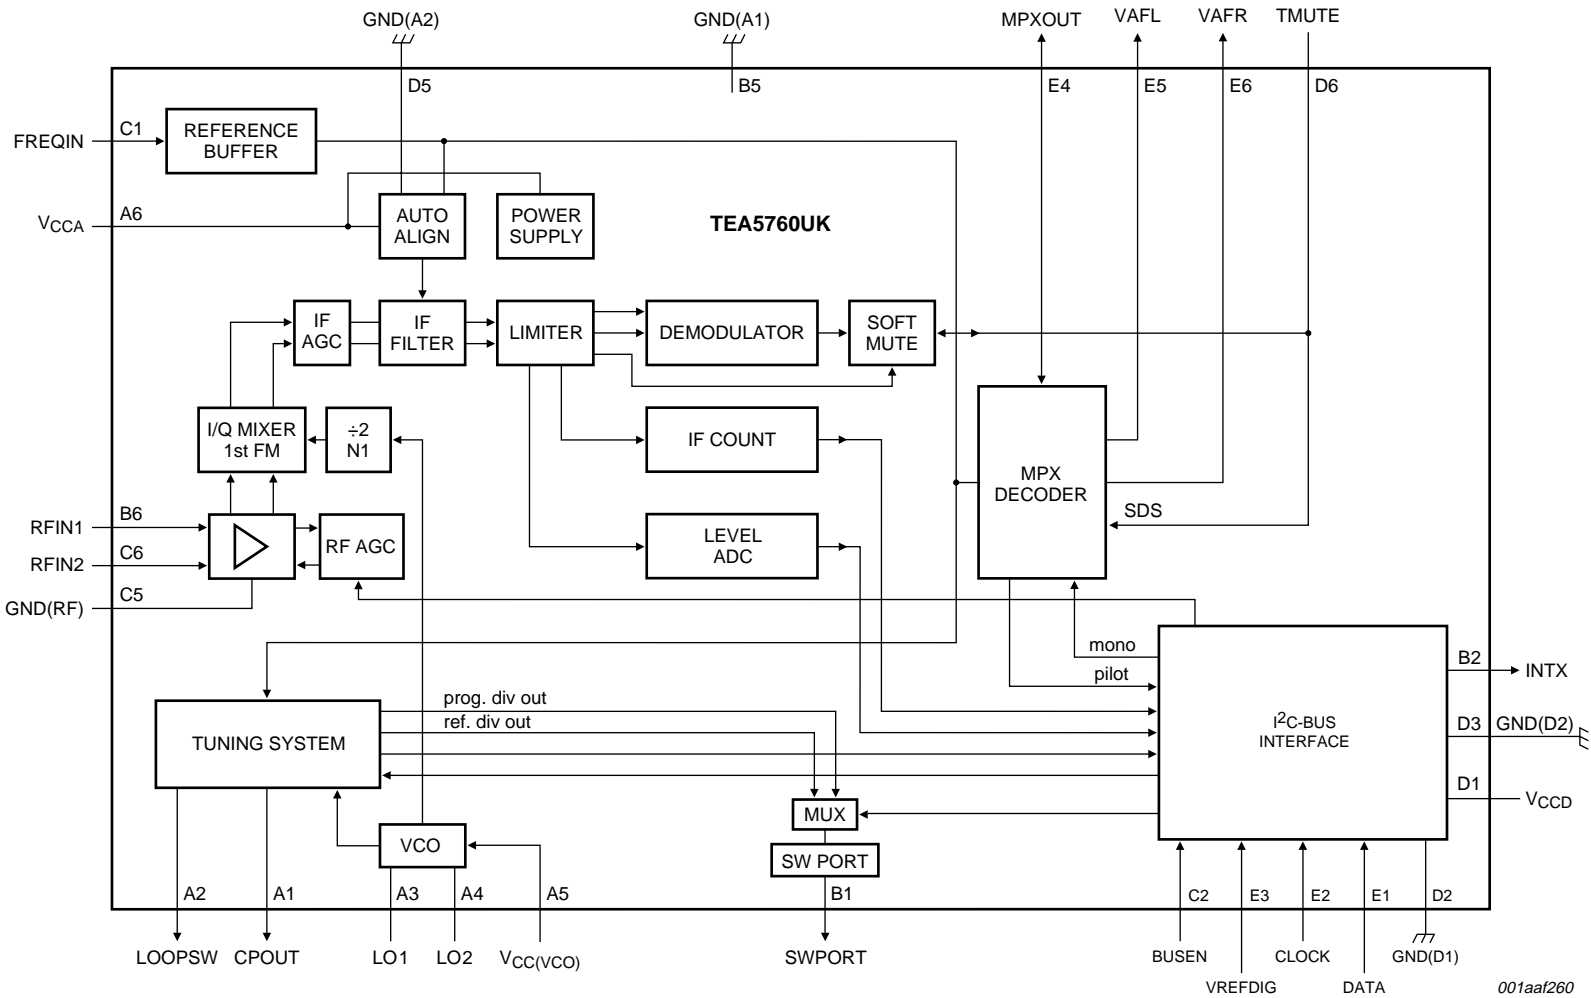 GND(A2)
GND(A1)
MPXOUT
VAFL
VAFR
TMUTE
D5
B5
E4
E5
E6
D6
FREQIN
C1
REFERENCE
BUFFER
VCCA
A6
AUTO
ALIGN
POWER
SUPPLY
TEA5760UK
IF
AGC
IF
FILTER
LIMITER
DEMODULATOR
SOFT
MUTE
I/Q MIXER
1st FM
÷2
N1
IF COUNT
MPX
DECODER
RFIN1
B6
RFIN2
C6
RF AGC
LEVEL
ADC
SDS
GND(RF)
C5
mono
pilot
B2
INTX
prog. div out
ref. div out
TUNING SYSTEM
I2C-BUS
INTERFACE
D3
GND(D2)
D1
VCCD
MUX
VCO
SW PORT
A2
A1
A3
A4
A5
B1
C2
E3
E2
E1
D2
LOOPSW
CPOUT
LO1
LO2
VCC(VCO)
SWPORT
BUSEN
CLOCK
GND(D1)
VREFDIG
DATA
001aaf260